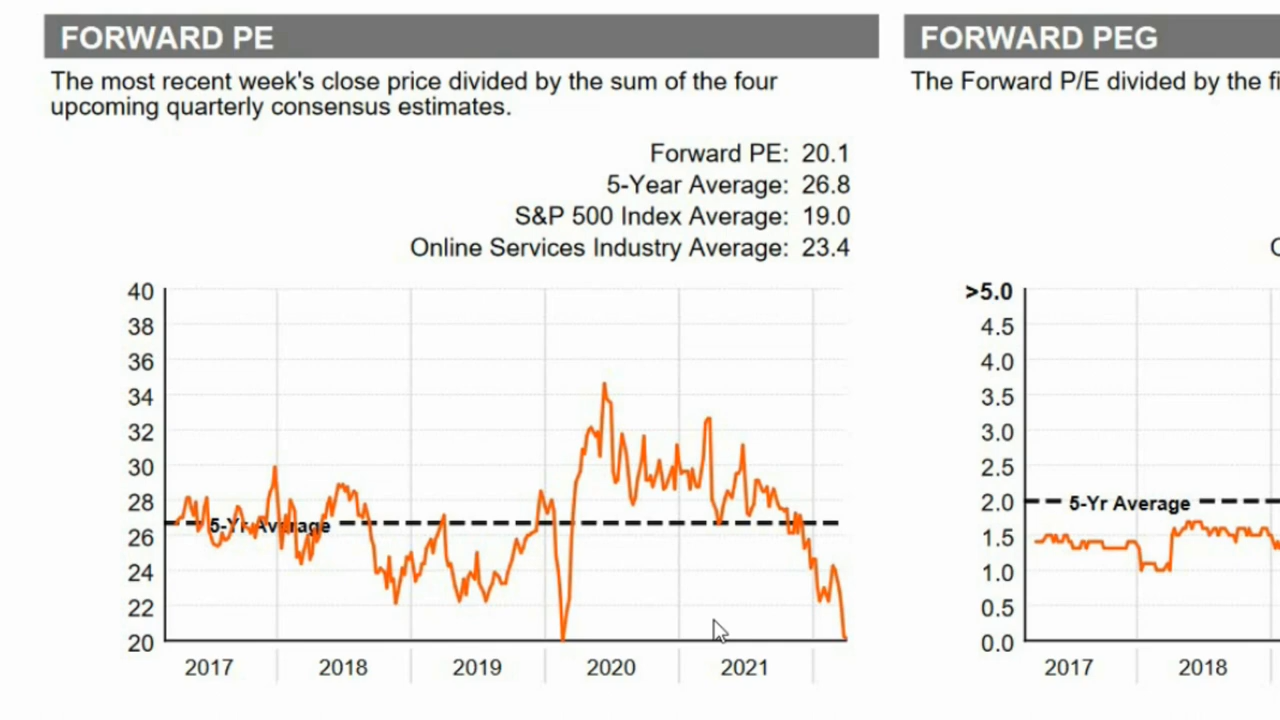 FORWARD PE
The most recent week's close price divided by the sum of the four
upcoming quarterly consensus estimates.
Forward PE: 20.1
5-Year Average: 26.8
S&P 500 Index Average: 19.0
Online Services Industry Average: 23.4
40
38
36
34
32
30
28
26
24
22
20
5-Yr Average
2017 2018 2019 2020 2021
FORWARD PEG
The Forward P/E divided by the
>5.0
4.5
4.0
3.5
3.0
2.5
2.0
1.5
1.0
0.5
0.0
5-Yr Average
2017 2018